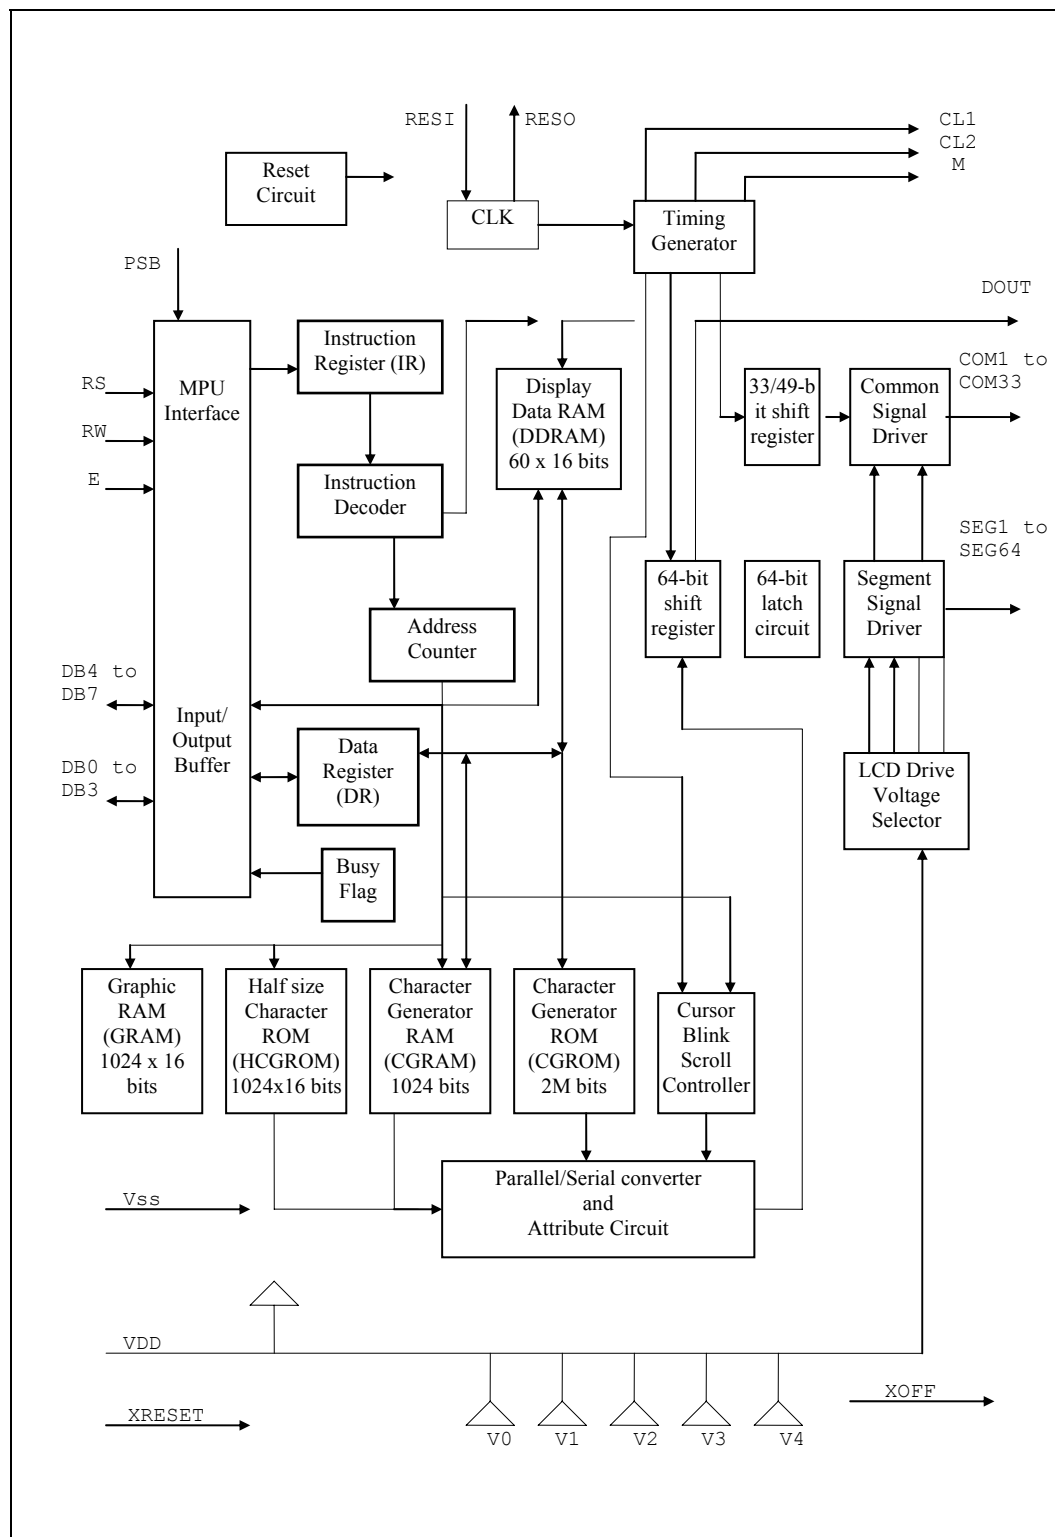 RESI
RESO
CL1
CL2
M
Reset
Circuit
CLK
Timing
Generator
PSB
DOUT
MPU
Interface
Instruction
Register (IR)
RS
RW
E
Display
Data RAM
(DDRAM)
60 x 16 bits
33/49-b
it shift
register
Common
Signal
Driver
COM1 to
COM33
Instruction
Decoder
SEG1 to
SEG64
64-bit
shift
register
64-bit
latch
circuit
Segment
Signal
Driver
Address
Counter
DB4 to
DB7
Input/
Output
Buffer
DB0 to
DB3
Data
Register
(DR)
LCD Drive
Voltage
Selector
Busy
Flag
Graphic
RAM
(GRAM)
1024 x 16
bits
Half size
Character
ROM
(HCGROM)
1024x16 bits
Character
Generator
RAM
(CGRAM)
1024 bits
Character
Generator
ROM
(CGROM)
2M bits
Cursor
Blink
Scroll
Controller
Parallel/Serial converter
and
Attribute Circuit
Vss
VDD
XRESET
V0
V1
V2
V3
V4
XOFF